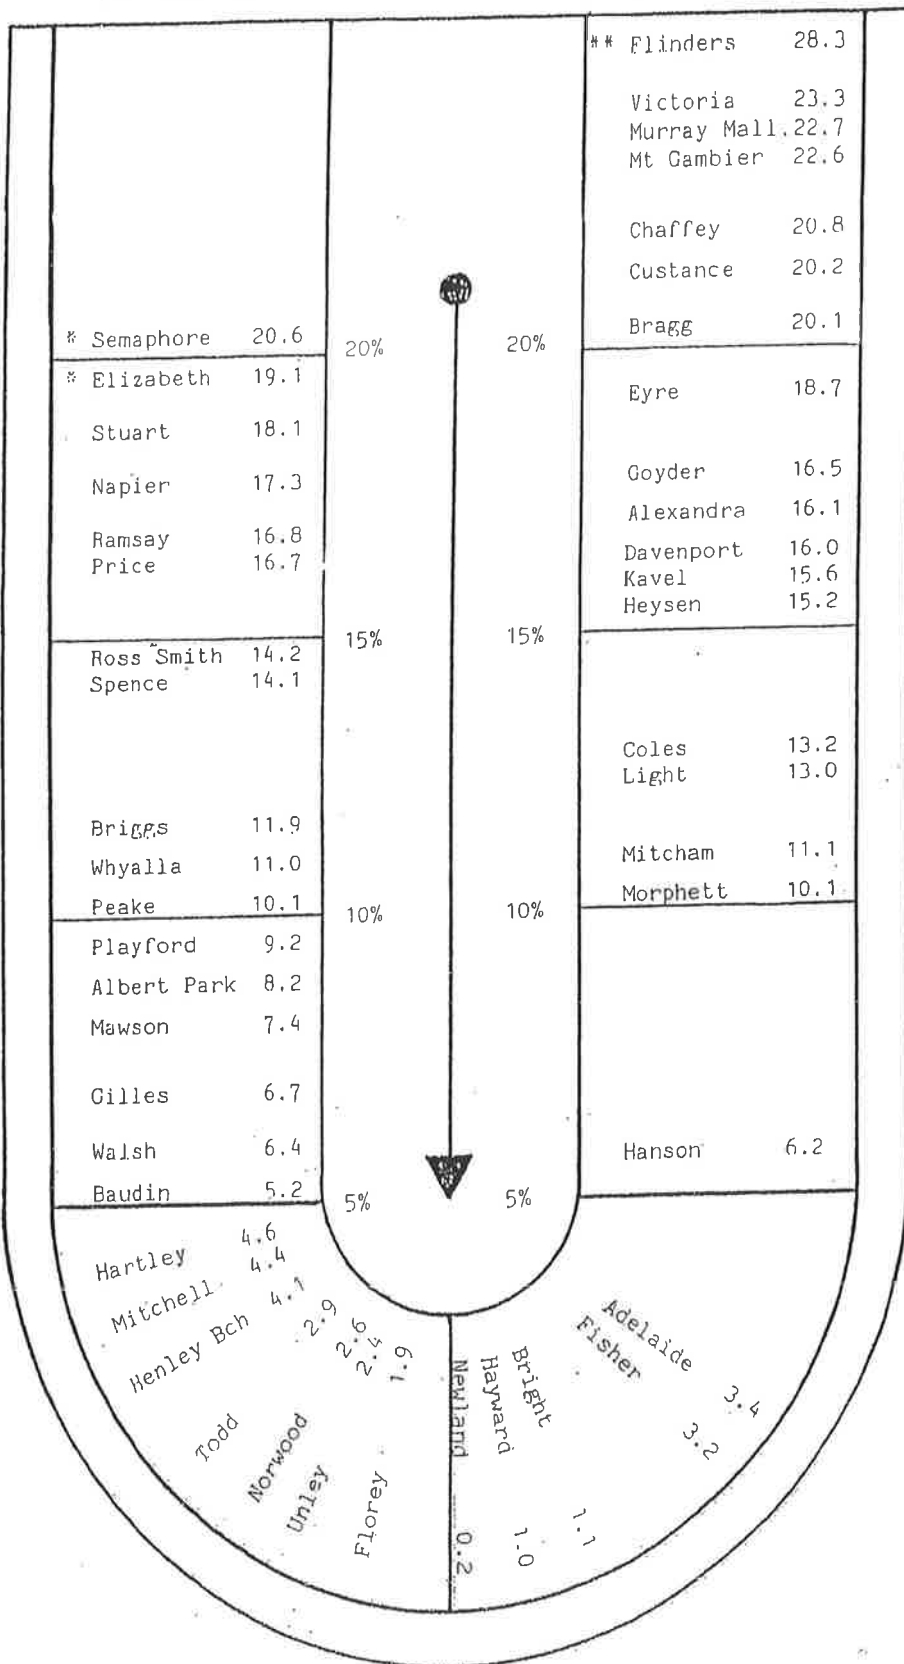 * Semaphore 20.6
* Elizabeth 19.1
Stuart 18.1
Napier 17.3
Ramsay 16.8
Price 16.7
Ross Smith 14.2
Spence 14.1
Briggs 11.9
Whyalla 11.0
Peake 10.1
Playford 9.2
Albert Park 8.2
Mawson 7.4
Gilles 6.7
Walsh 6.4
Baudin 5.2
Hartley 4.6
Mitchell 4.4
Henley Bch 4.1
Todd 2.9
Norwood 2.6
Unley 2.4
Florey 1.9
20% 20%
15% 15%
10% 10%
5% 5%
** Flinders 28.3
Victoria 23.3
Murray Mall. 22.7
Mt Gambier 22.6
Chaffey 20.8
Custance 20.2
Bragg 20.1
Eyre 18.7
Goyder 16.5
Alexandra 16.1
Davenport 16.0
Kavel 15.6
Heysen 15.2
Coles 13.2
Light 13.0
Mitcham 11.1
Morphett 10.1
Hanson 6.2
Adelaide 3.4
Fisher 3.2
Bright 1.1
Hayward 1.0
Newland 0.2